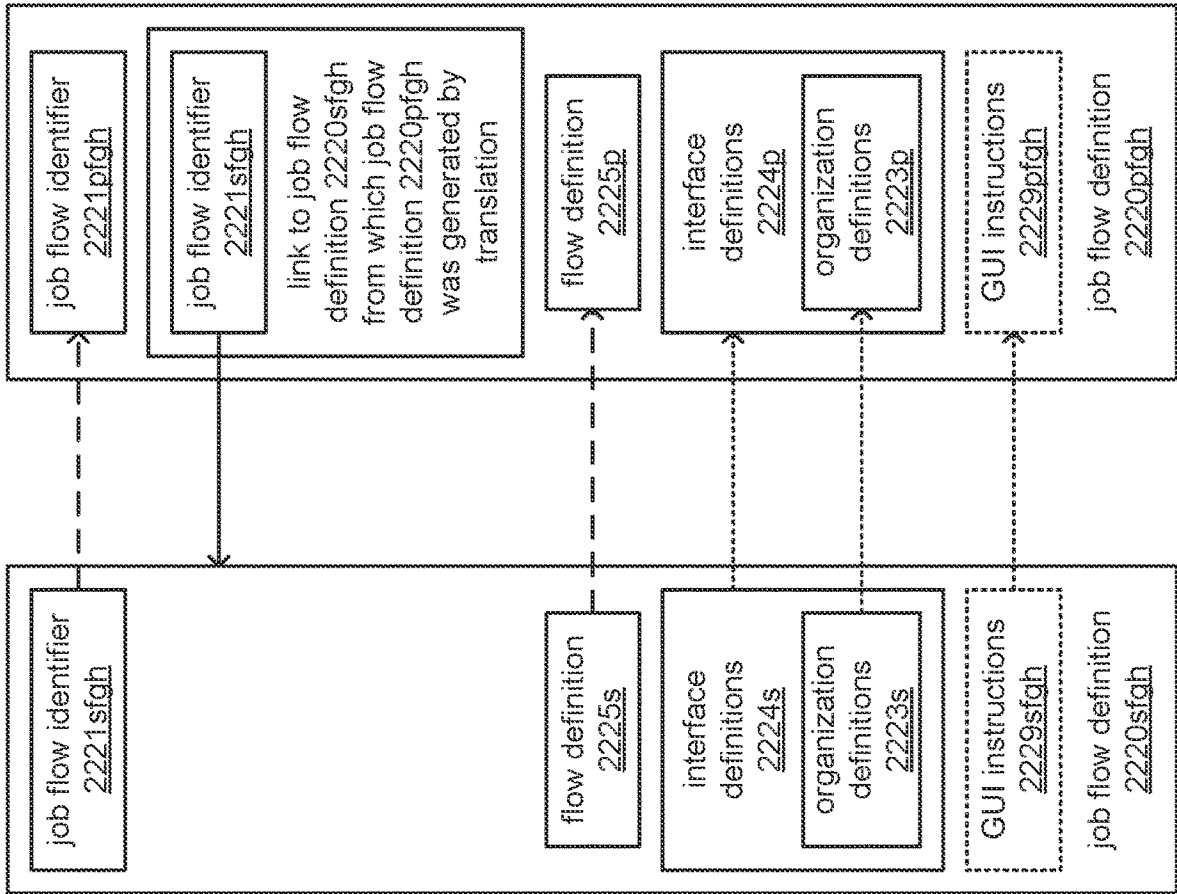 job flow identifier
2221sfgh
flow definition
2225s
interface
definitions
2224s
organization
definitions
2223s
GUI instructions
2229sfgh
job flow definition
2220sfgh
job flow identifier
2221pfgh
job flow identifier
2221sfgh
link to job flow
definition 2220sfgh
from which job flow
definition 2220pfgh
was generated by
translation
flow definition
2225p
interface
definitions
2224p
organization
definitions
2223p
GUI instructions
2229pfgh
job flow definition
2220pfgh